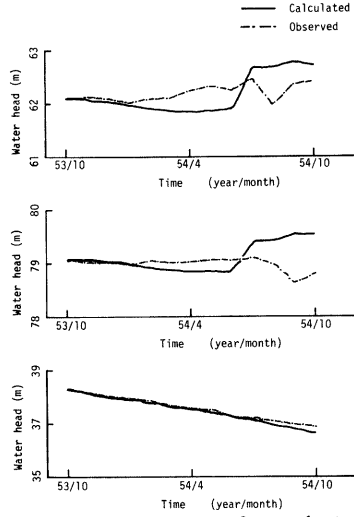 Calculated
Observed
63
62
61
Water head (m)
53/10 54/4 54/10
Time (year/month)
80
79
78
Water head (m)
53/10 54/4 54/10
Time (year/month)
39
37
35
Water head (m)
53/10 54/4 54/10
Time (year/month)